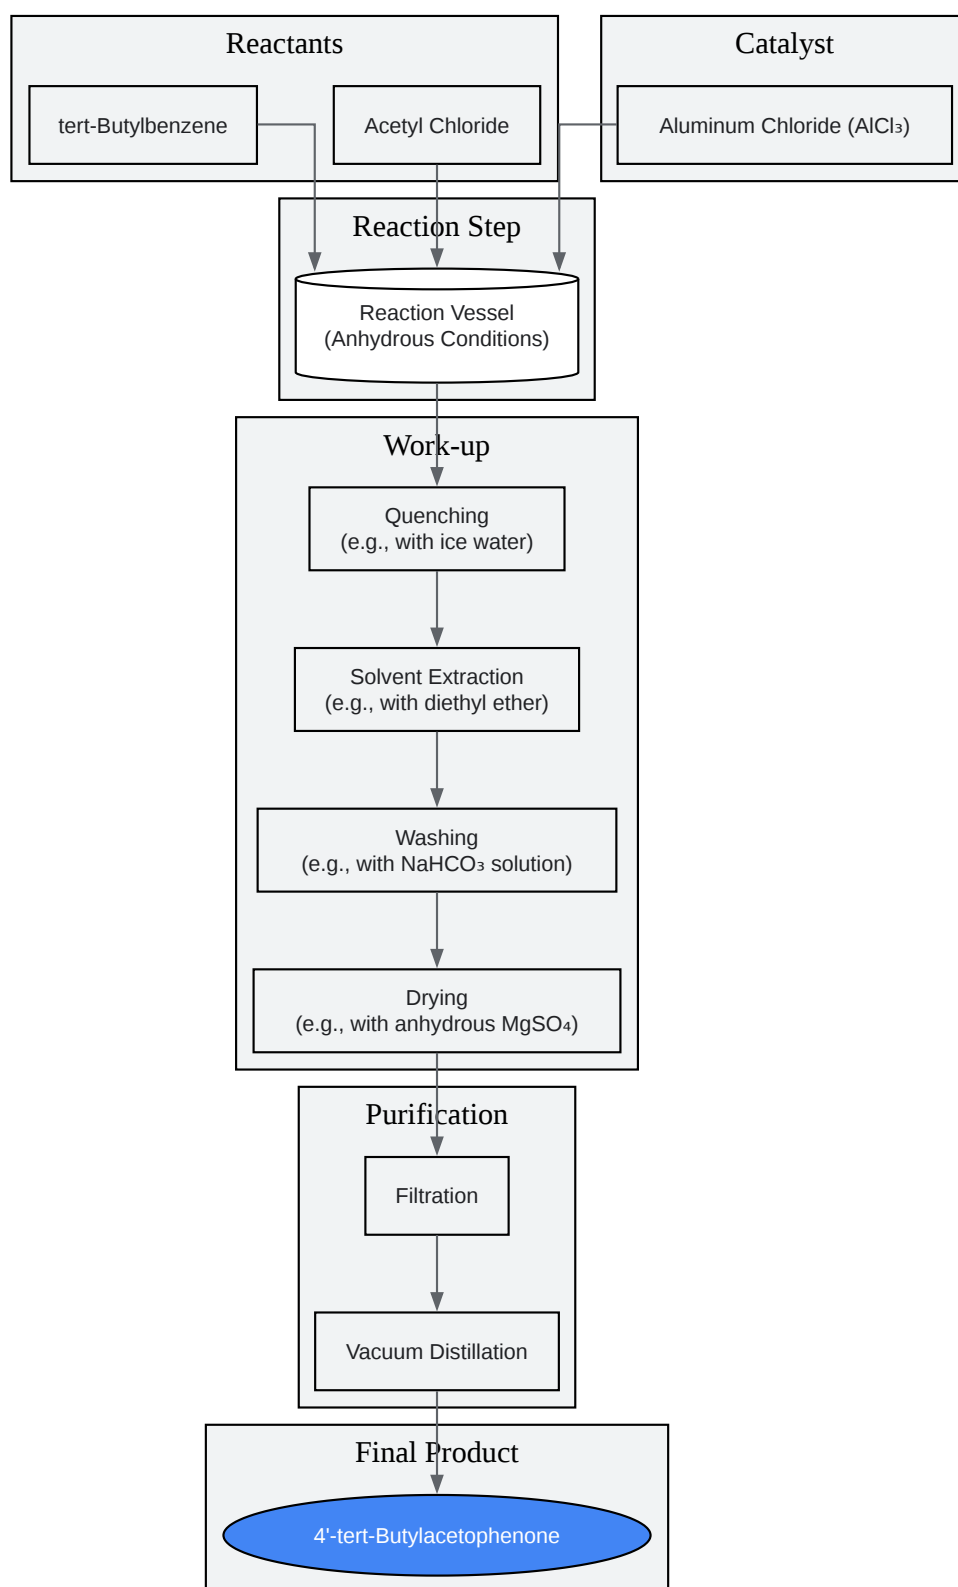 Reactants
Catalyst
tert-Butylbenzene
Acetyl Chloride
Aluminum Chloride (AlCl₃)
Reaction Step
Reaction Vessel
(Anhydrous Conditions)
Work-up
Quenching
(e.g., with ice water)
Solvent Extraction
(e.g., with diethyl ether)
Washing
(e.g., with NaHCO₃ solution)
Drying
(e.g., with anhydrous MgSO₄)
Purification
Filtration
Vacuum Distillation
Final Product
4'-tert-Butylacetophenone